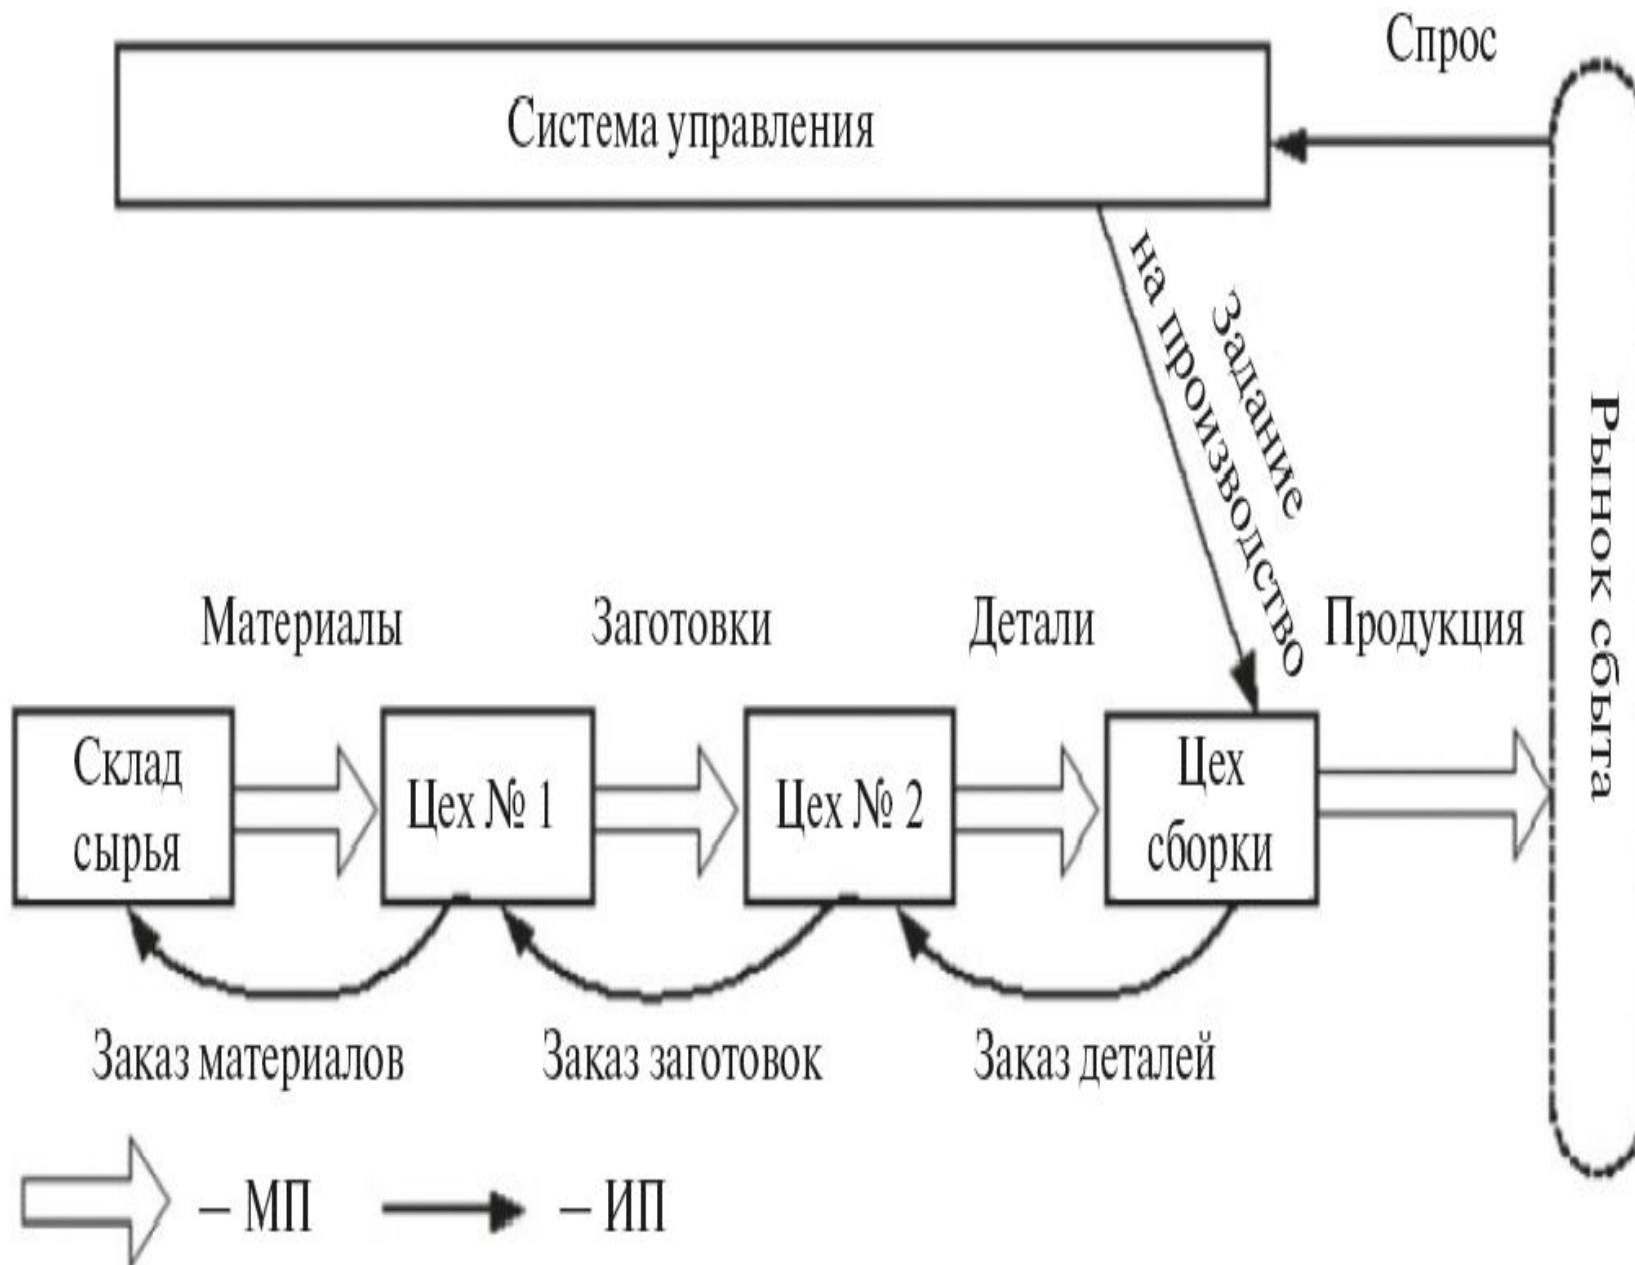 Спрос
Система управления
Задание
на производство
Рынок сбыта
Материалы
Заготовки
Детали
Продукция
Склад
сырья
Цех № 1
Цех № 2
Цех
сборки
Заказ материалов
Заказ заготовок
Заказ деталей
– МП
– ИП